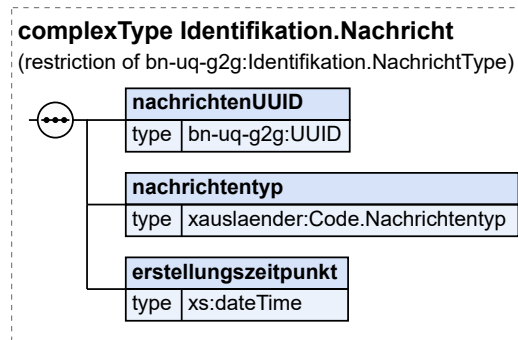 complexType Identifikation.Nachricht
(restriction of bn-uq-g2g:Identifikation.NachrichtType)
nachrichtenUUID
type bn-uq-g2g:UUID
nachrichtentyp
type xauslaender:Code.Nachrichtentyp
erstellungszeitpunkt
type xs:dateTime